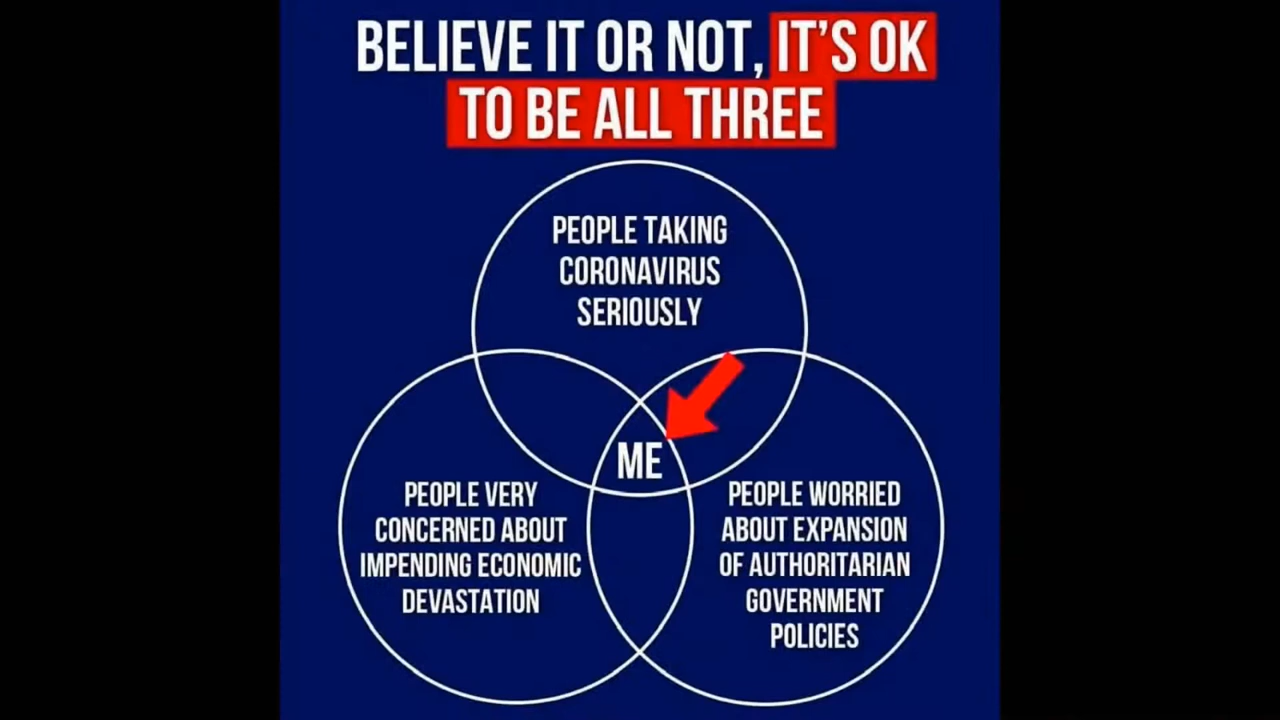 BELIEVE IT OR NOT, IT'S OK
TO BE ALL THREE
PEOPLE TAKING
CORONAVIRUS
SERIOUSLY
ME
PEOPLE VERY
CONCERNED ABOUT
IMPENDING ECONOMIC
DEVASTATION
PEOPLE WORRIED
ABOUT EXPANSION
OF AUTHORITARIAN
GOVERNMENT
POLICIES